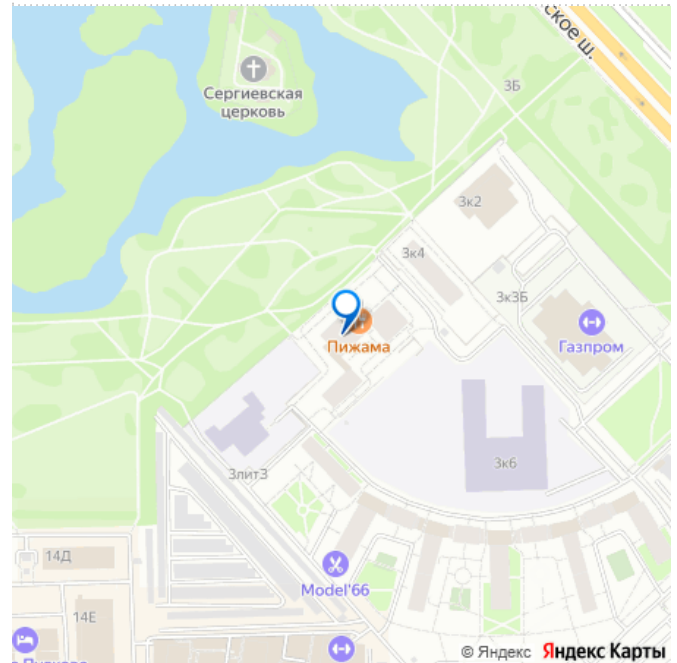 ское ш.
Сергиевская
церковь
3Б
3к2
3к4
3к3Б
Пижама
Газпром
3к6
3лит3
14Д
Model'66
14Е
© Яндекс Яндекс Карты